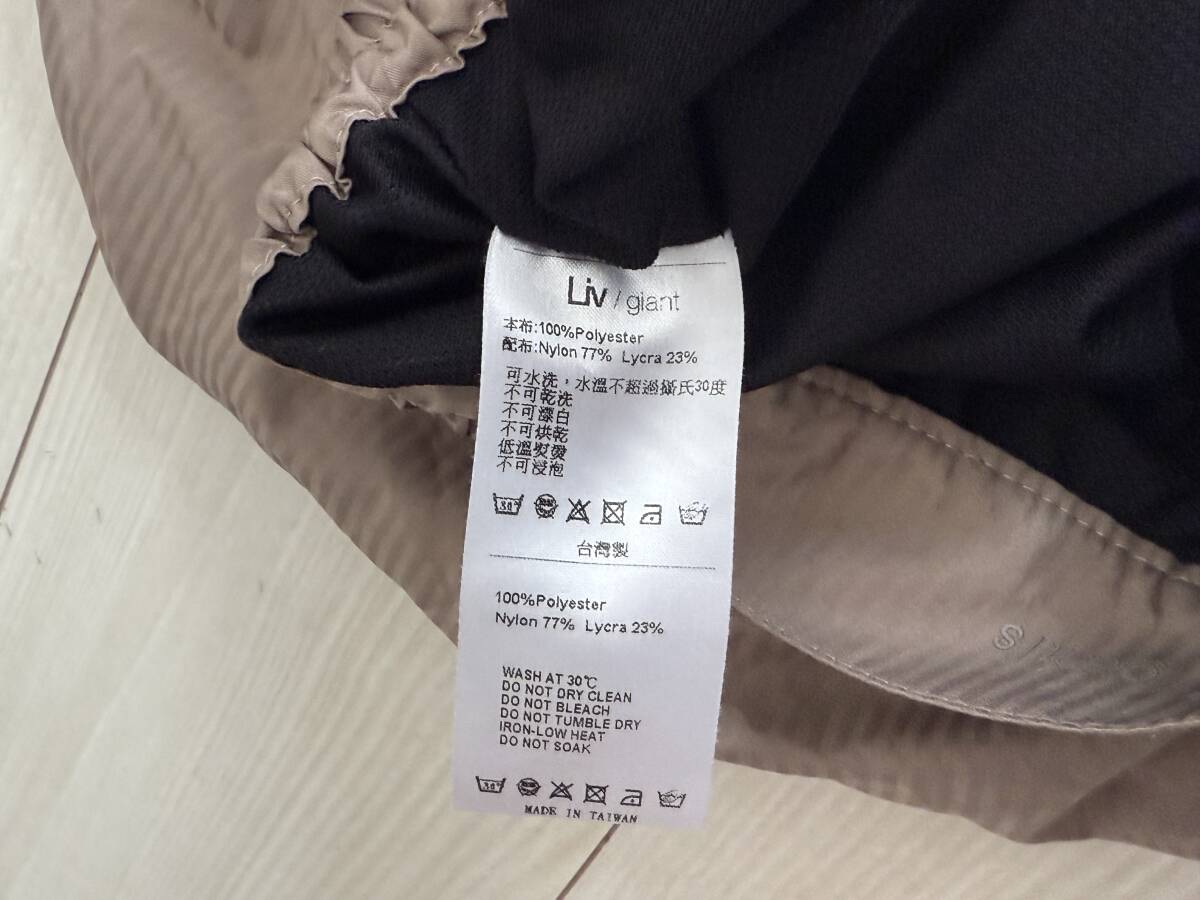 Liv / giant
本布:100%Polyester
配布:Nylon 77% Lycra 23%
可水洗，水溫不超過攝氏30度
不可乾洗
不可漂白
不可烘乾
低溫熨燙
不可浸泡
30°
台灣製
100%Polyester
Nylon 77% Lycra 23%
WASH AT 30℃
DO NOT DRY CLEAN
DO NOT BLEACH
DO NOT TUMBLE DRY
IRON-LOW HEAT
DO NOT SOAK
30°
MADE IN TAIWAN